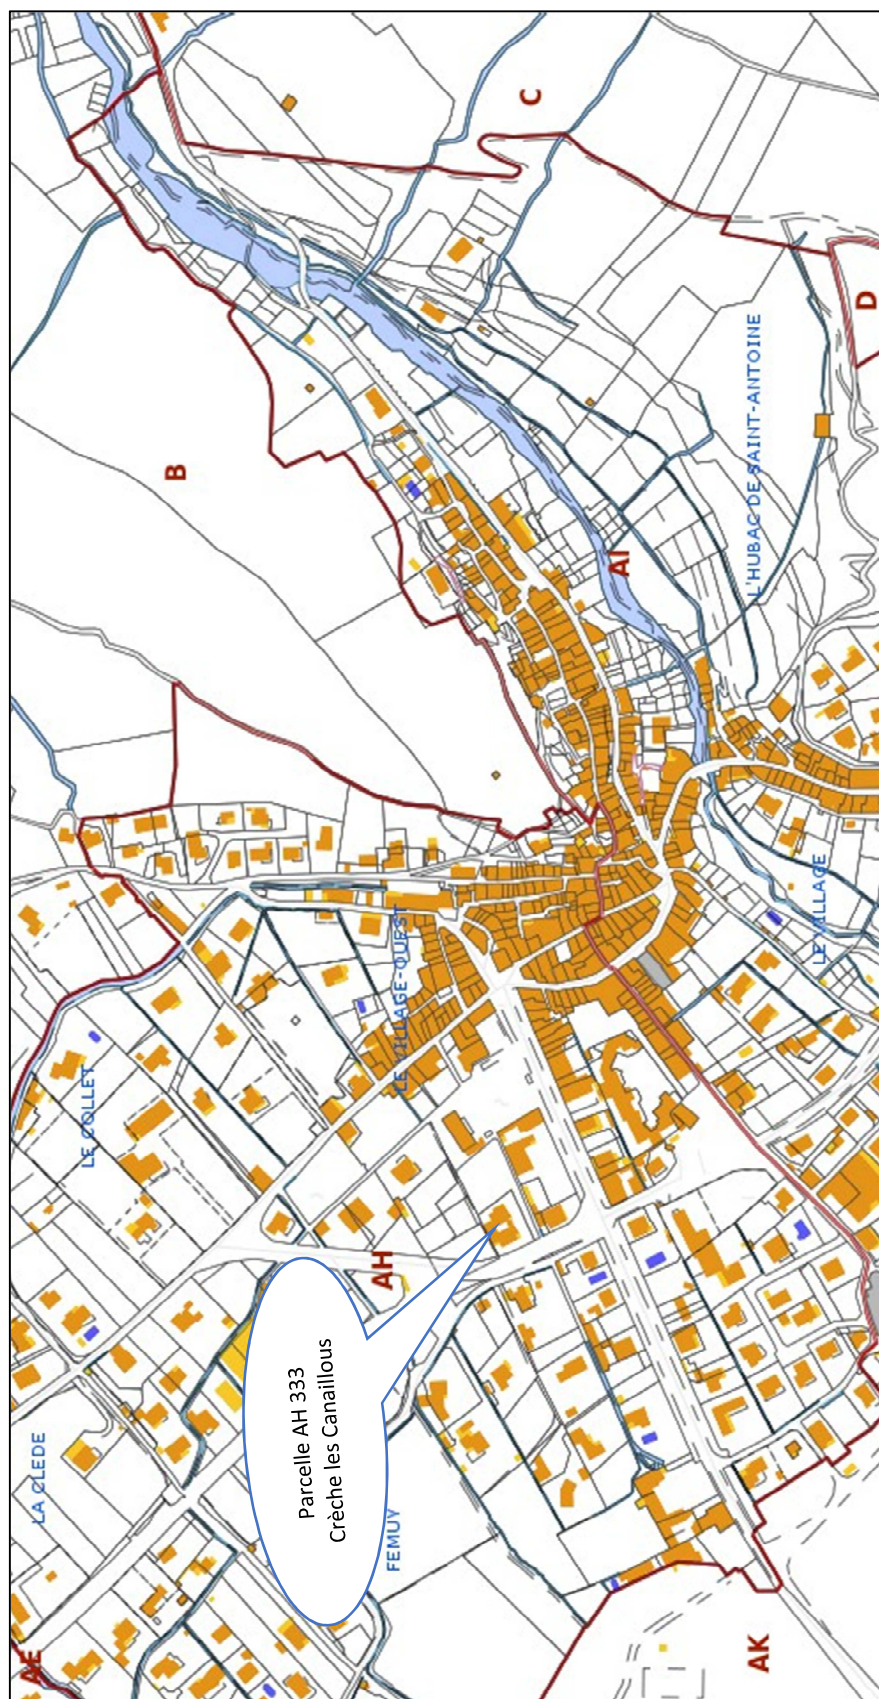 C
D
B
L'HUBAC DE SAINT-ANTOINE
AI
LE VILLAGE
LE VILLAGE-OUEST
LE COLLET
AH
Parcelle AH 333
Crèche les Canaillous
LA CLEDE
FEMUY
AE
AK